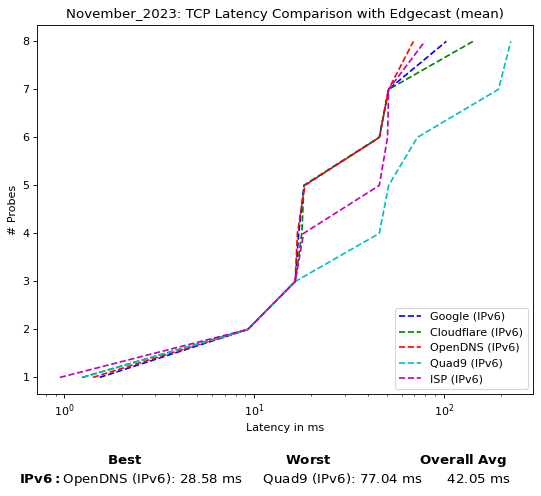 November_2023: TCP Latency Comparison with Edgecast (mean)
8
7
6
5
4
3
2
1
# Probes
10^0
10^1
10^2
Latency in ms
Google (IPv6)
Cloudflare (IPv6)
OpenDNS (IPv6)
Quad9 (IPv6)
ISP (IPv6)
Best Worst Overall Avg
IPv6: OpenDNS (IPv6): 28.58 ms Quad9 (IPv6): 77.04 ms 42.05 ms